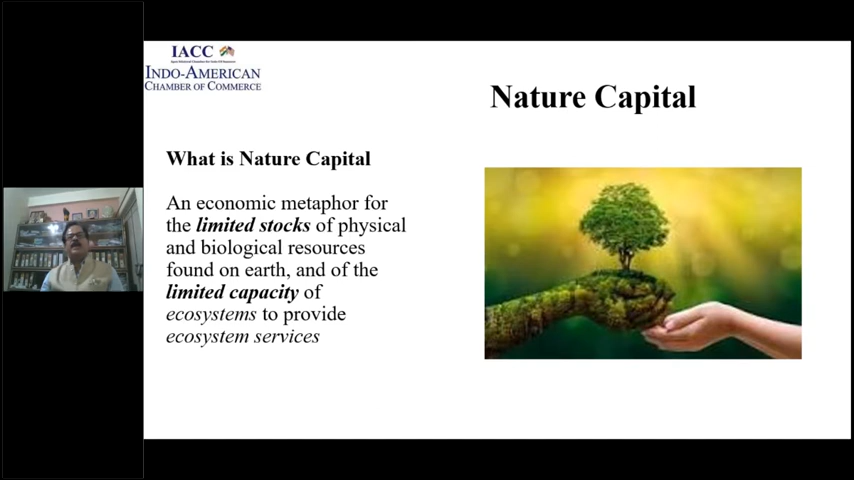 IACC
INDO-AMERICAN
CHAMBER OF COMMERCE
Nature Capital
What is Nature Capital
An economic metaphor for
the limited stocks of physical
and biological resources
found on earth, and of the
limited capacity of
ecosystems to provide
ecosystem services